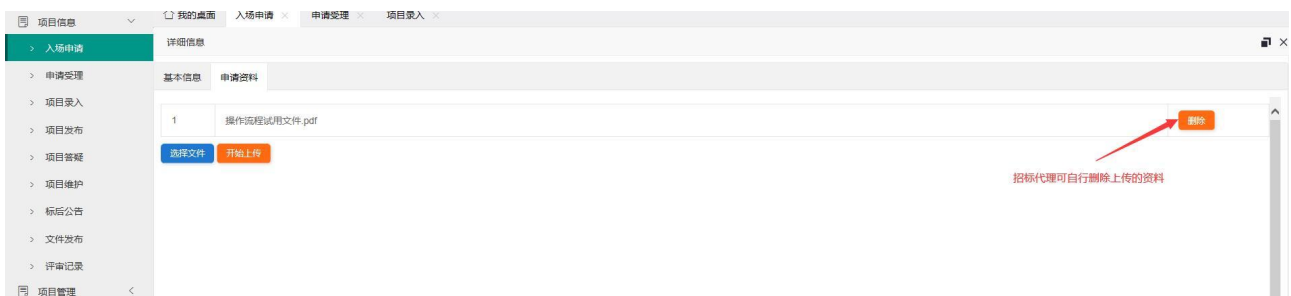 项目信息
入场申请
申请受理
项目录入
项目发布
项目答疑
项目维护
标后公告
文件发布
评审记录
项目管理
我的桌面 入场申请 申请受理 项目录入
详细信息
基本信息 申请资料
1 操作流程试用文件.pdf 删除
选择文件 开始上传
招标代理可自行删除上传的资料